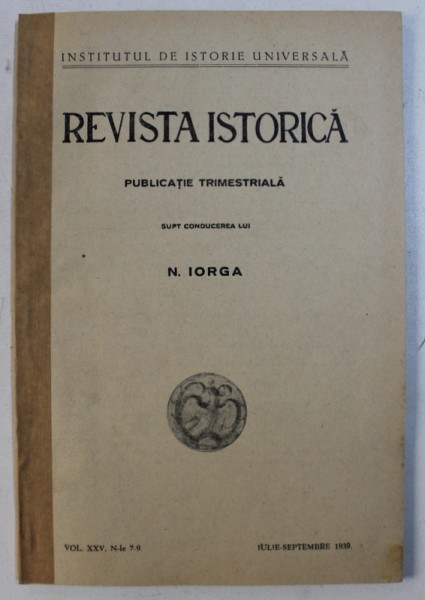 INSTITUTUL DE ISTORIE UNIVERSALĂ
REVISTA ISTORICĂ
PUBLICAȚIE TRIMESTRIALĂ
SUPT CONDUCEREA LUI
N. IORGA
VOL. XXV, N-le 7-9.
IULIE-SEPTEMBRE 1939.